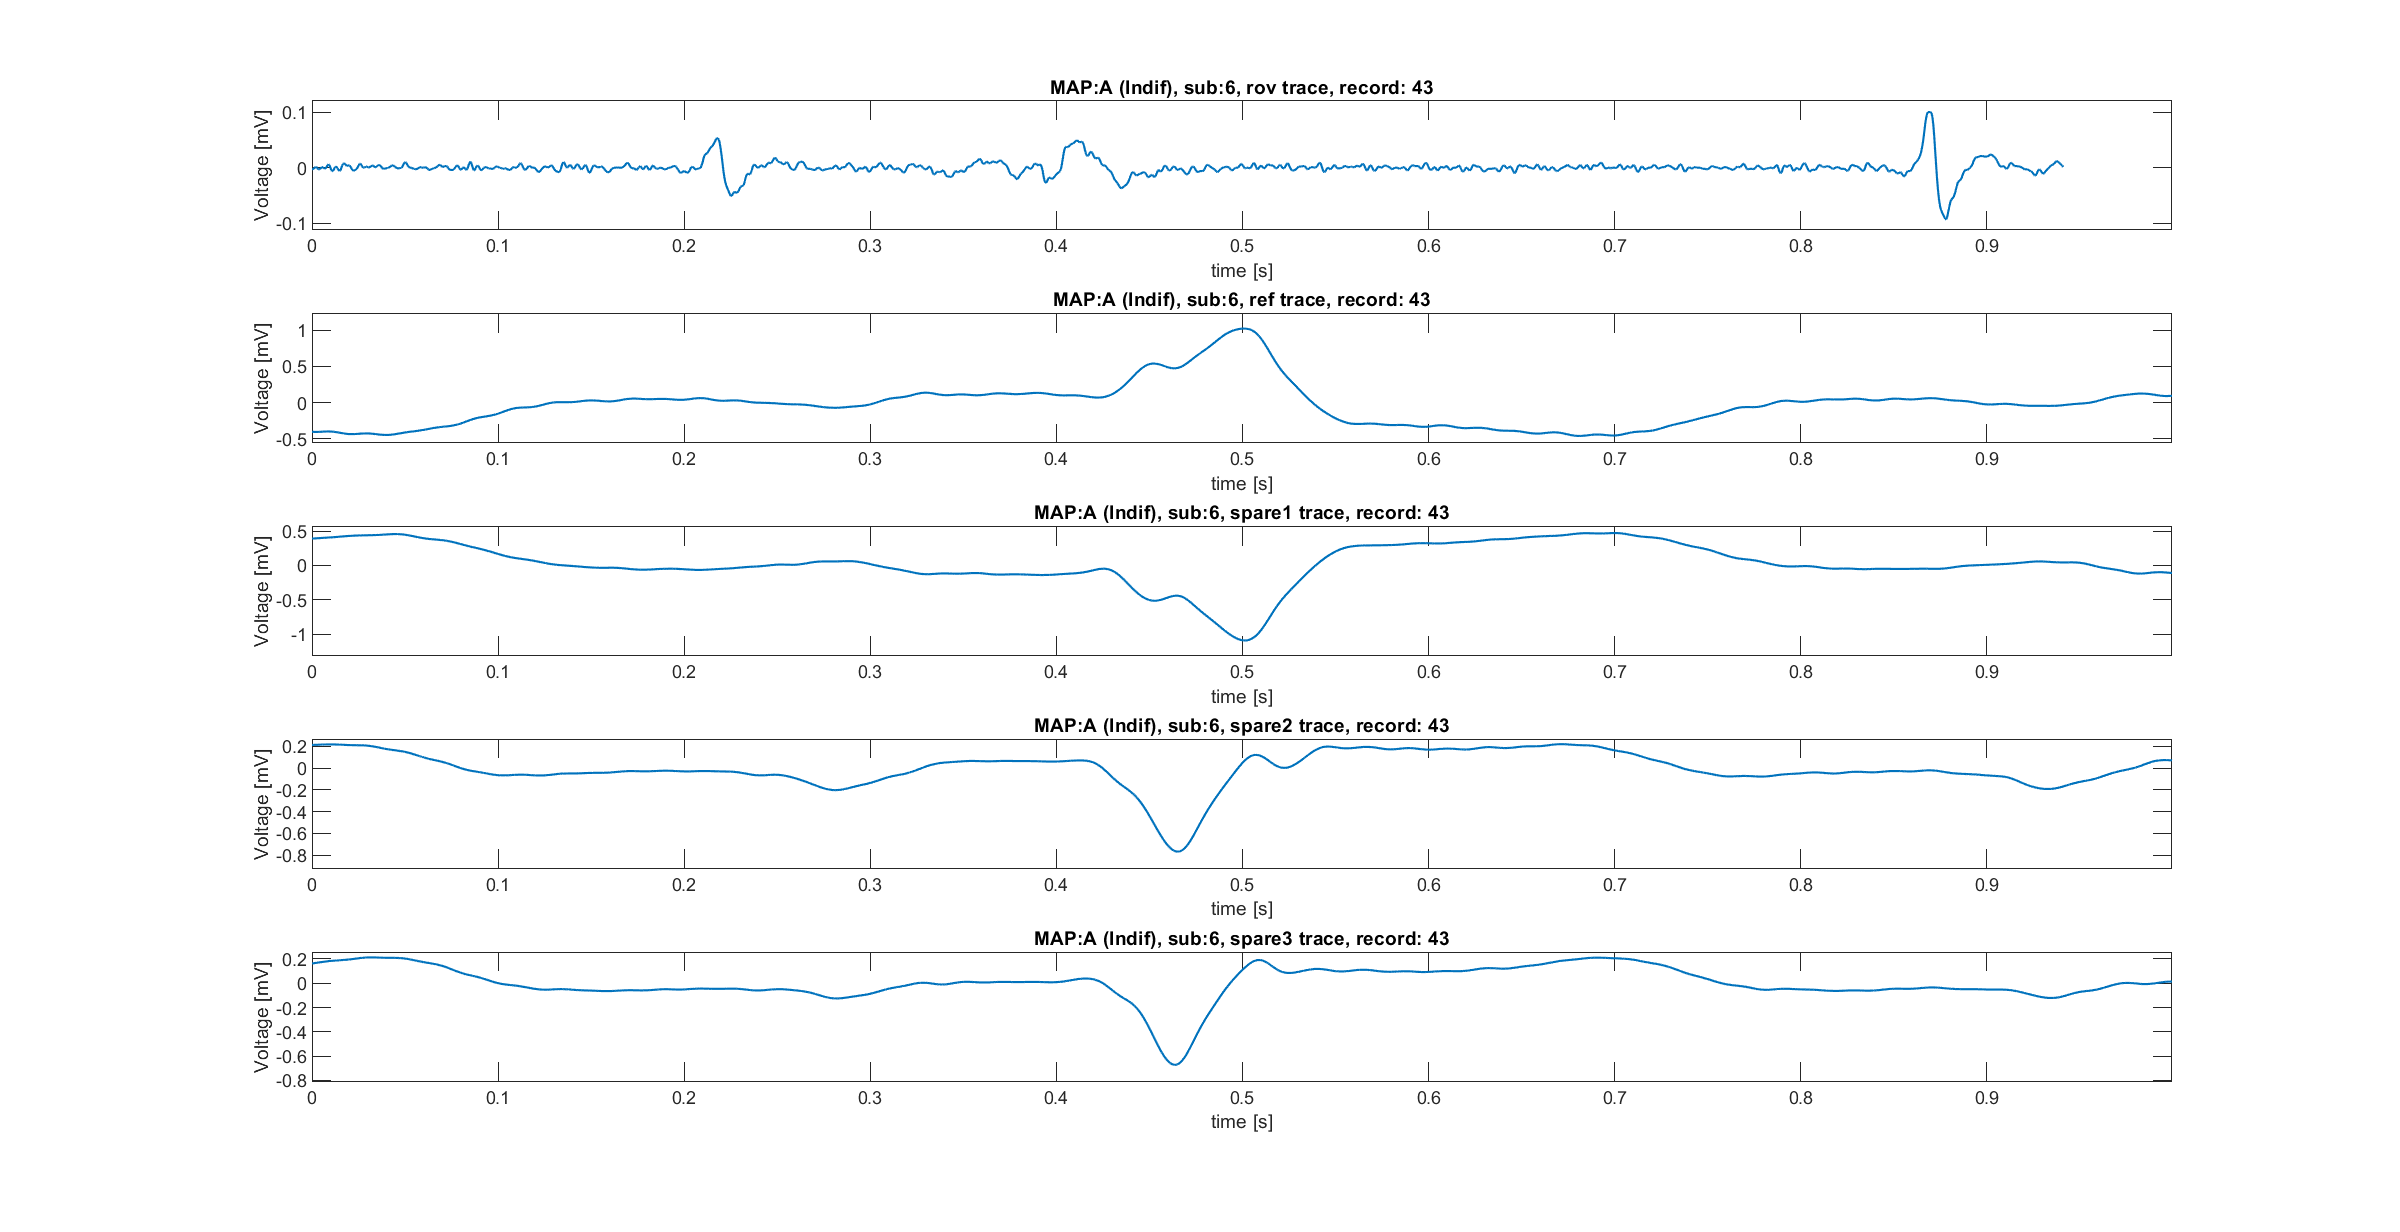 MAP:A (Indif), sub:6, rov trace, record: 43
Voltage [mV]
0.1
0
-0.1
0 0.1 0.2 0.3 0.4 0.5 0.6 0.7 0.8 0.9
time [s]
MAP:A (Indif), sub:6, ref trace, record: 43
Voltage [mV]
1
0.5
0
-0.5
0 0.1 0.2 0.3 0.4 0.5 0.6 0.7 0.8 0.9
time [s]
MAP:A (Indif), sub:6, spare1 trace, record: 43
Voltage [mV]
0.5
0
-0.5
-1
0 0.1 0.2 0.3 0.4 0.5 0.6 0.7 0.8 0.9
time [s]
MAP:A (Indif), sub:6, spare2 trace, record: 43
Voltage [mV]
0.2
0
-0.2
-0.4
-0.6
-0.8
0 0.1 0.2 0.3 0.4 0.5 0.6 0.7 0.8 0.9
time [s]
MAP:A (Indif), sub:6, spare3 trace, record: 43
Voltage [mV]
0.2
0
-0.2
-0.4
-0.6
-0.8
0 0.1 0.2 0.3 0.4 0.5 0.6 0.7 0.8 0.9
time [s]